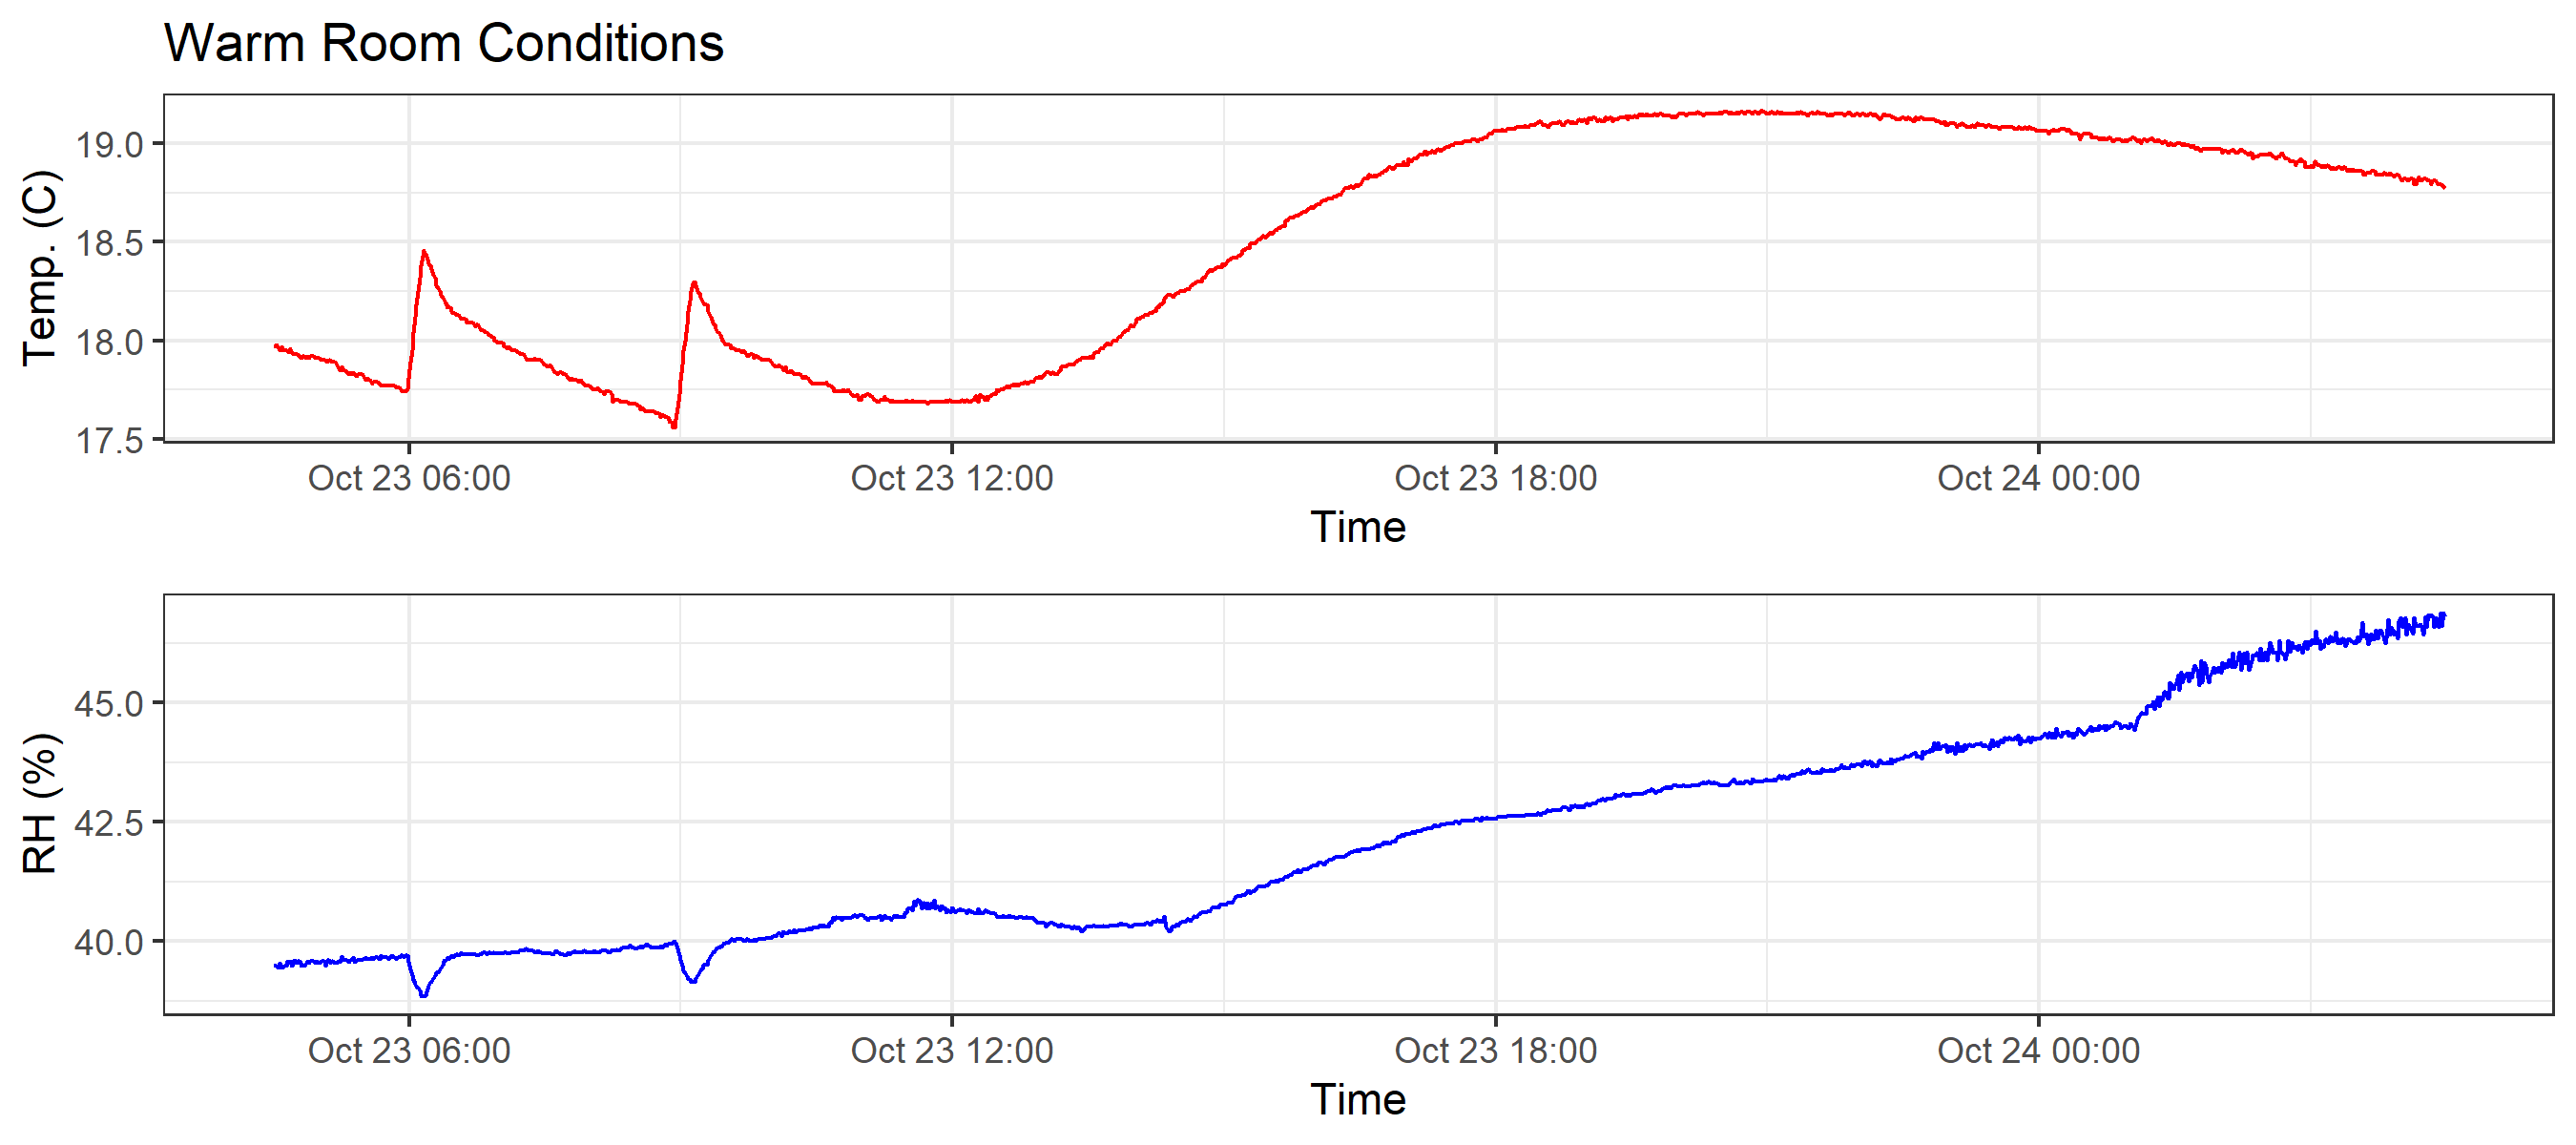 Warm Room Conditions
Temp. (C)
19.0
18.5
18.0
17.5
Oct 23 06:00 Oct 23 12:00 Oct 23 18:00 Oct 24 00:00
Time
RH (%)
45.0
42.5
40.0
Oct 23 06:00 Oct 23 12:00 Oct 23 18:00 Oct 24 00:00
Time